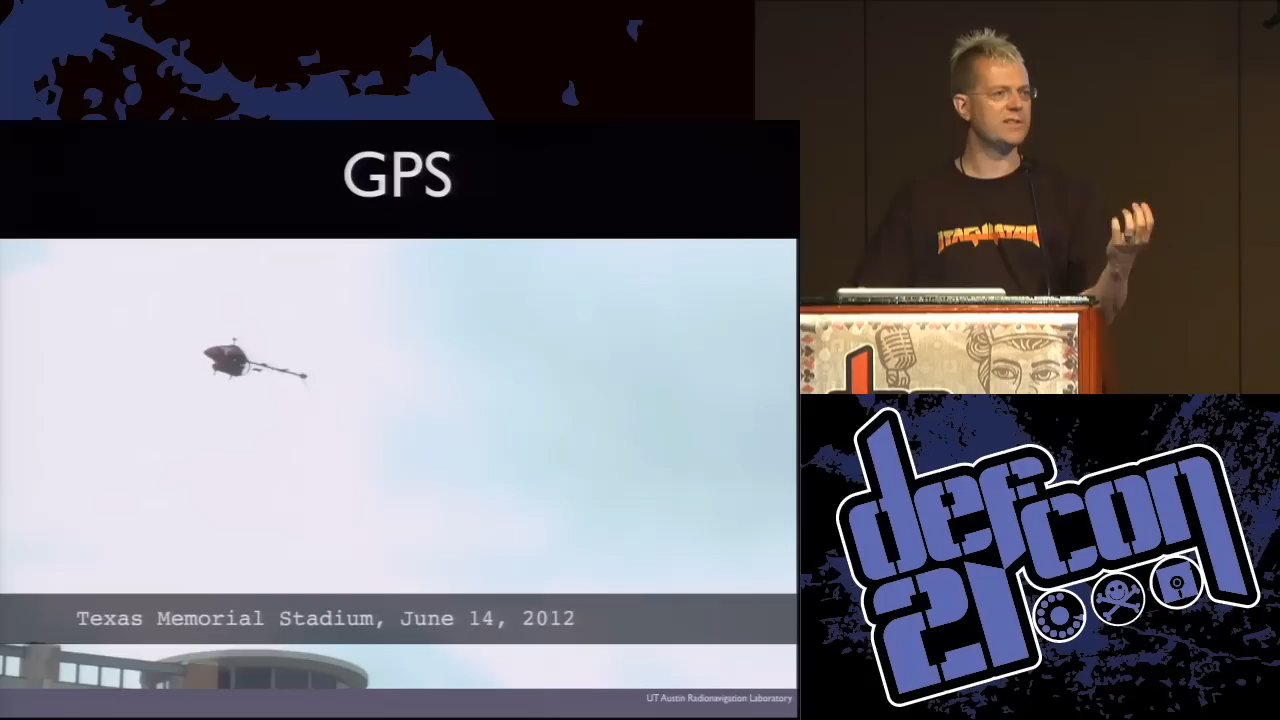 GPS
Texas Memorial Stadium, June 14, 2012
UT Austin Radionavigation Laboratory
defcon
21